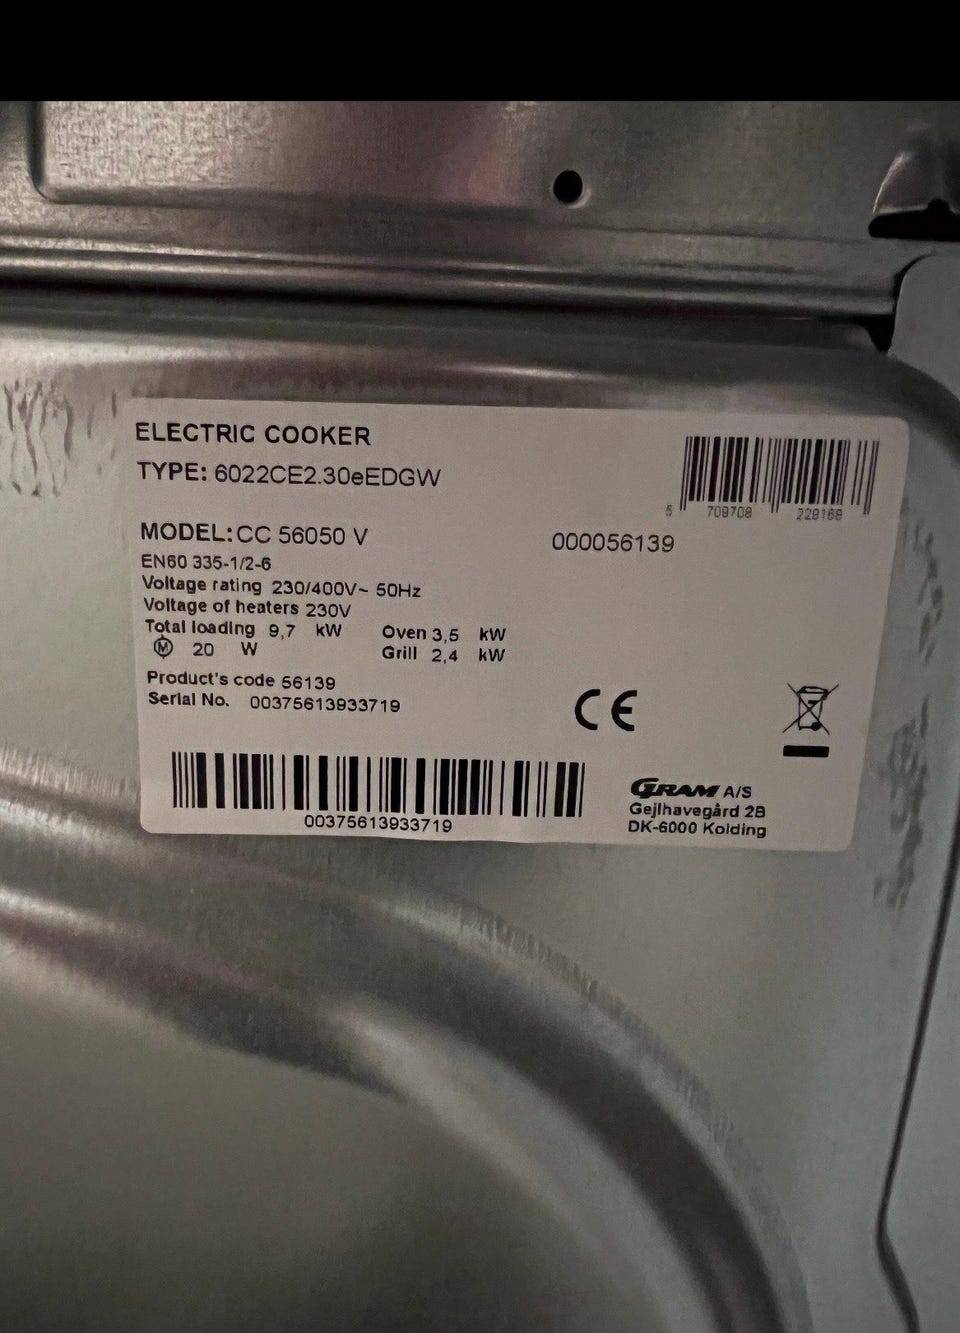 ELECTRIC COOKER
TYPE: 6022CE2.30eEDGW
5 709708 229169
MODEL: CC 56050 V 000056139
EN60 335-1/2-6
Voltage rating 230/400V~ 50Hz
Voltage of heaters 230V
Total loading 9,7 kW Oven 3,5 kW
M 20 W Grill 2,4 kW
Product's code 56139
Serial No. 00375613933719
CE
00375613933719
GRAM A/S
Gejlhavegård 2B
DK-6000 Kolding